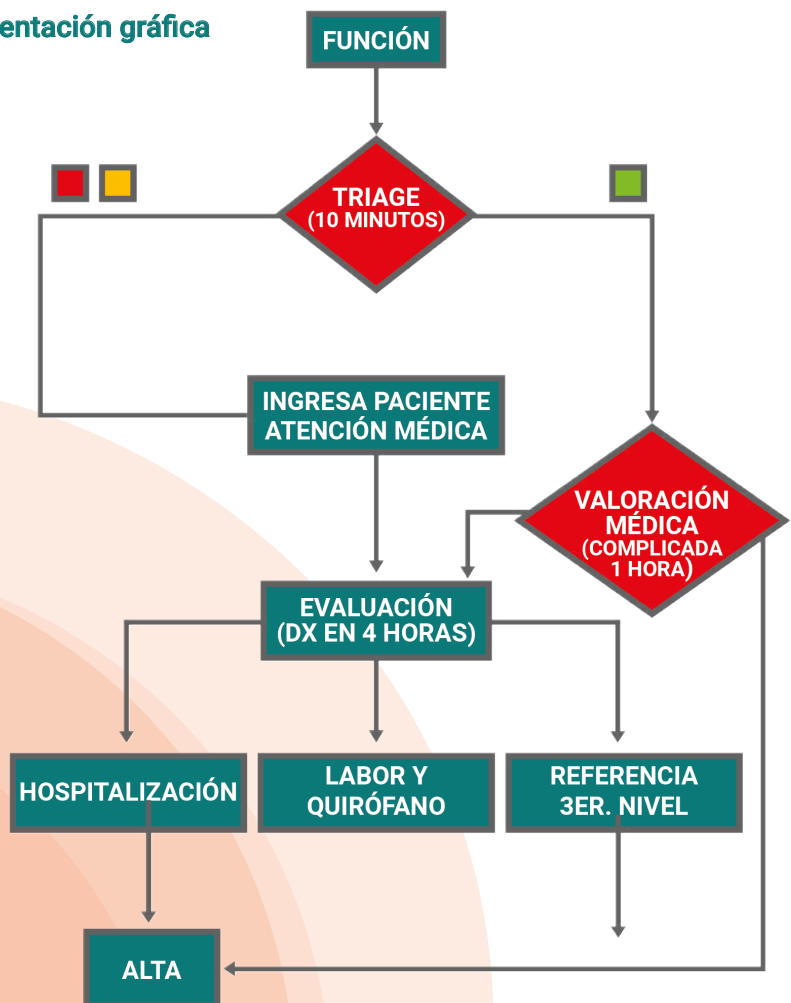 entación gráfica
FUNCIÓN
TRIAGE
(10 MINUTOS)
INGRESA PACIENTE
ATENCIÓN MÉDICA
VALORACIÓN
MÉDICA
(COMPLICADA
1 HORA)
EVALUACIÓN
(DX EN 4 HORAS)
HOSPITALIZACIÓN
LABOR Y
QUIRÓFANO
REFERENCIA
3ER. NIVEL
ALTA